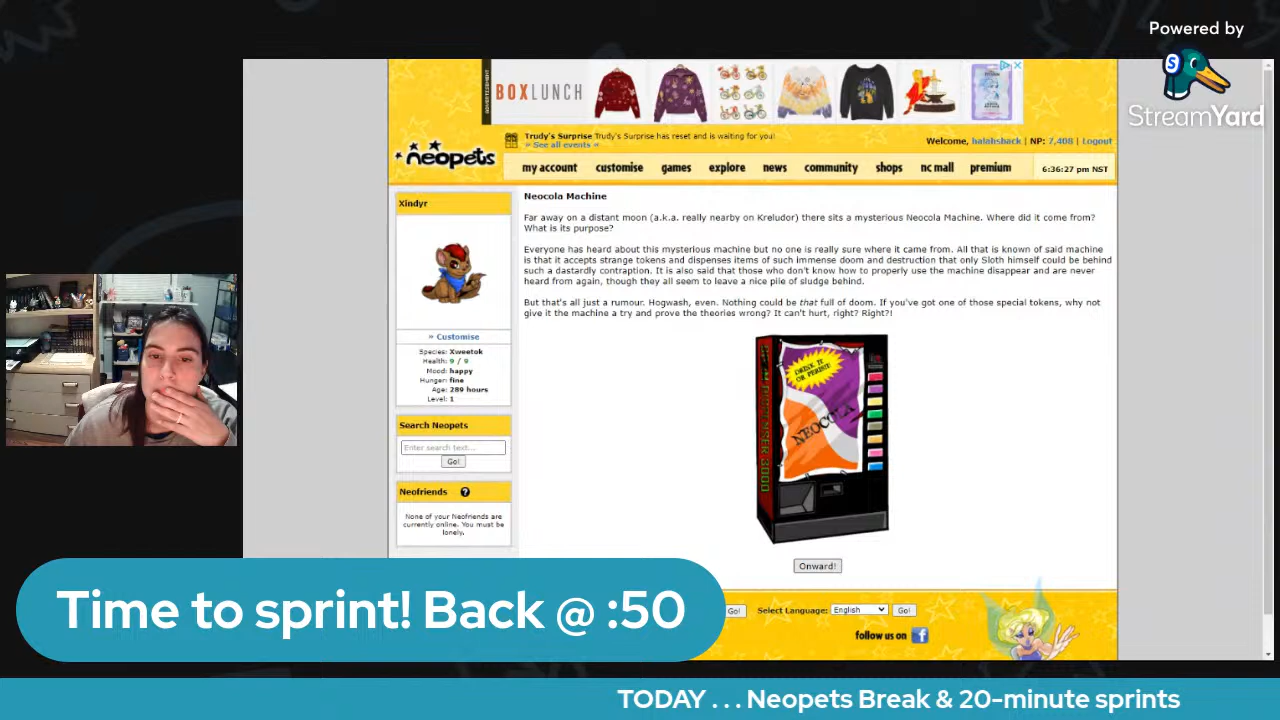 Powered by
StreamYard
ADVERTISEMENT
BOXLUNCH
Trudy's Surprise Trudy's Surprise has reset and is waiting for you!
» See all events «
Welcome, halahshack | NP: 7,408 | Logout
neopets
my account customise games explore news community shops nc mall premium
6:36:27 pm NST
Xindyr
» Customise
Species: Xweetok
Health: 9 / 9
Mood: happy
Hunger: fine
Age: 289 hours
Level: 1
Search Neopets
Enter search text...
Go!
Neofriends ?
None of your Neofriends are
currently online. You must be
lonely.
Neocola Machine
Far away on a distant moon (a.k.a. really nearby on Kreludor) there sits a mysterious Neocola Machine. Where did it come from?
What is its purpose?
Everyone has heard about this mysterious machine but no one is really sure where it came from. All that is known of said machine
is that it accepts strange tokens and dispenses items of such immense doom and destruction that only Sloth himself could be behind
such a dastardly contraption. It is also said that those who don't know how to properly use the machine disappear and are never
heard from again, though they all seem to leave a nice pile of sludge behind.
But that's all just a rumour. Hogwash, even. Nothing could be that full of doom. If you've got one of those special tokens, why not
give it the machine a try and prove the theories wrong? It can't hurt, right? Right?!
DRINK IT
OR PERISH!
NEOCOLA
Onward!
Go! Select Language: English Go!
follow us on f
Time to sprint! Back @ :50
TODAY . . . Neopets Break & 20-minute sprints